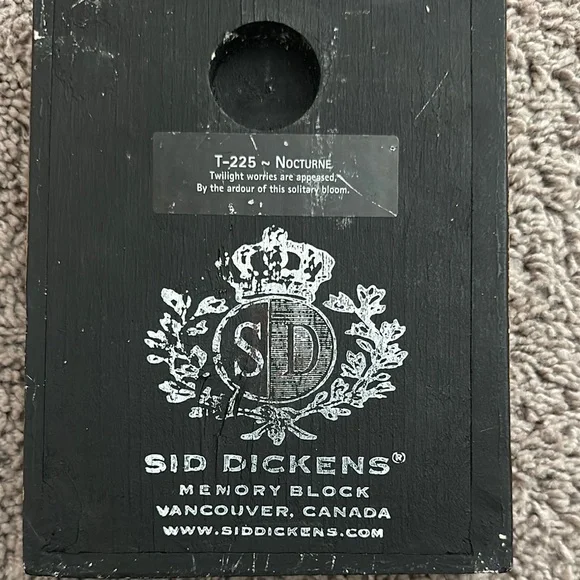 T-225 ~ Nocturne
Twilight worries are appeased,
By the ardour of this solitary bloom.
SD
SID DICKENS®
MEMORY BLOCK
VANCOUVER, CANADA
WWW.SIDDICKENS.COM